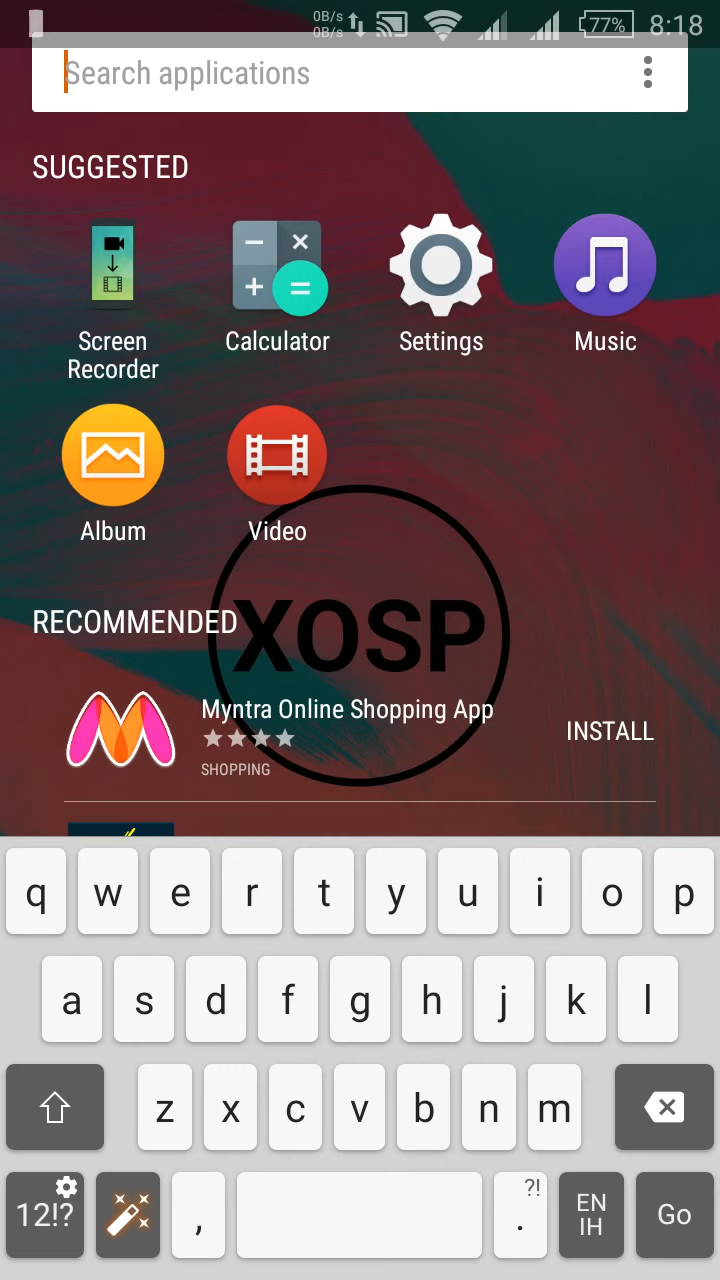 0B/s
0B/s
77%
8:18
Search applications
SUGGESTED
Screen
Recorder
Calculator
Settings
Music
Album
Video
XOSP
RECOMMENDED
Myntra Online Shopping App
INSTALL
SHOPPING
q w e r t y u i o p
a s d f g h j k l
z x c v b n m
12!? , . ?! EN
IH
Go